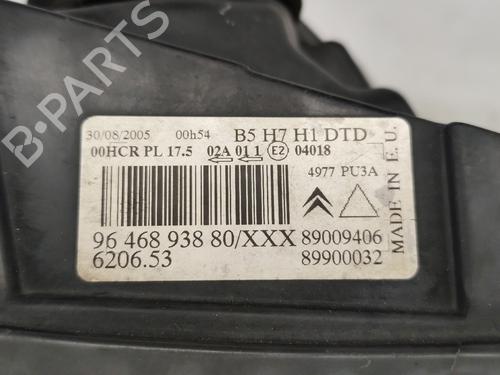 30/08/2005 00h54 B5 H7 H1 DTD
00HCR PL 17.5 02A 01 1 E2 04018
4977 PU3A
96 468 938 80/XXX 89009406
6206.53 89900032
MADE IN E.U.
B-PARTS